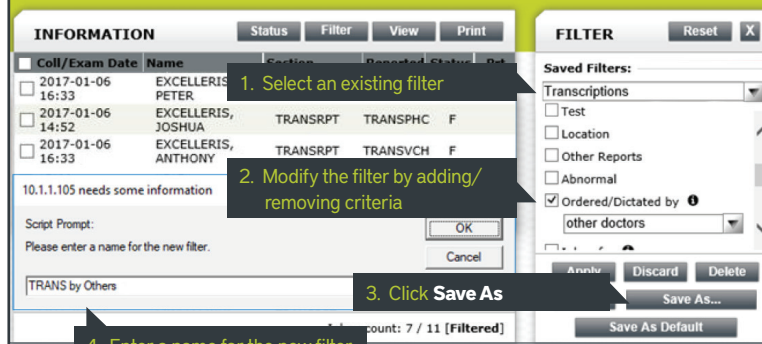 INFORMATION Status Filter View Print
Coll/Exam Date Name Section Reported Status Prt
2017-01-06 EXCELLERIS
16:33 PETER
2017-01-06 EXCELLERIS, TRANSRPT TRANSPHC F
14:52 JOSHUA
2017-01-06 EXCELLERIS, TRANSRPT TRANSVCH F
16:33 ANTHONY
1. Select an existing filter
2. Modify the filter by adding/
removing criteria
10.1.1.105 needs some information
Script Prompt:
Please enter a name for the new filter.
OK
Cancel
TRANS by Others
3. Click Save As
4. Enter a name for the new filter
count: 7 / 11 [Filtered]
FILTER Reset X
Saved Filters:
Transcriptions
Test
Location
Other Reports
Abnormal
Ordered/Dictated by
other doctors
Apply Discard Delete
Save As...
Save As Default